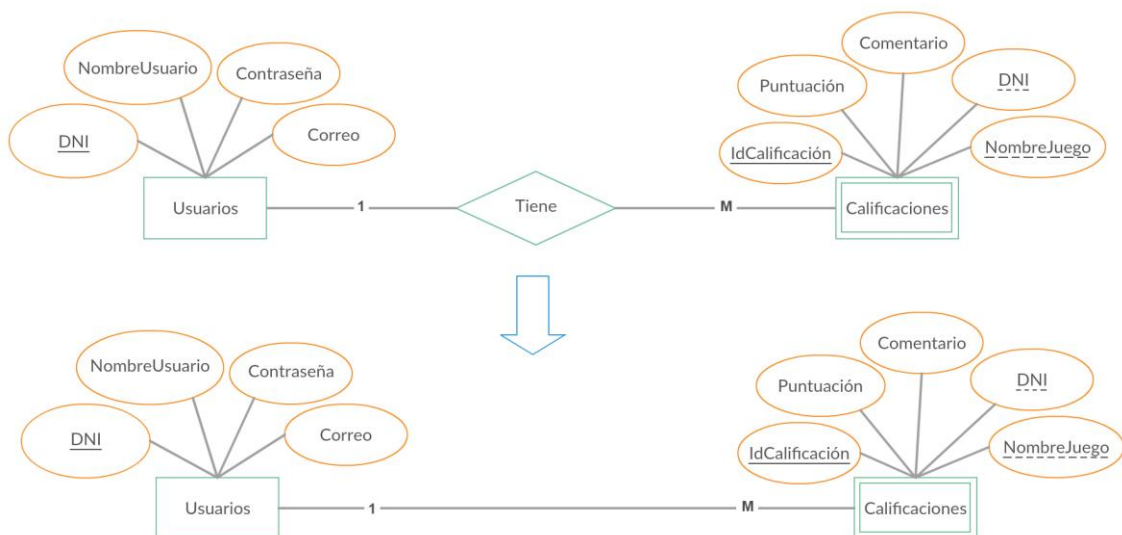 Comentario
NombreUsuario
Contraseña
Puntuación
DNI
DNI
Correo
IdCalificación
NombreJuego
Usuarios
1
Tiene
M
Calificaciones
Comentario
NombreUsuario
Contraseña
Puntuación
DNI
DNI
Correo
IdCalificación
NombreJuego
Usuarios
1
M
Calificaciones